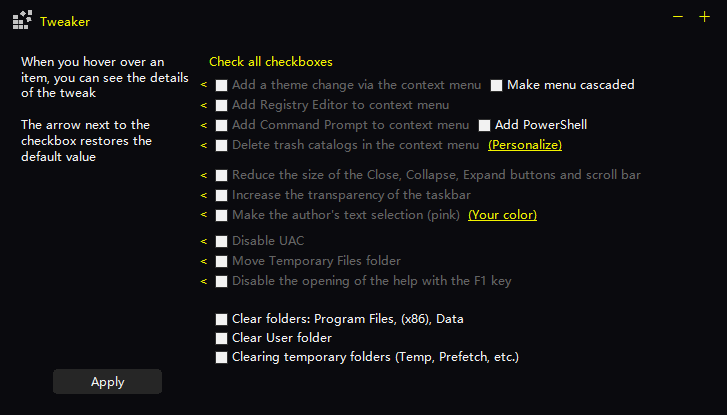 Tweaker
When you hover over an
item, you can see the details
of the tweak
The arrow next to the
checkbox restores the
default value
Check all checkboxes
< Add a theme change via the context menu Make menu cascaded
< Add Registry Editor to context menu
< Add Command Prompt to context menu Add PowerShell
< Delete trash catalogs in the context menu (Personalize)
< Reduce the size of the Close, Collapse, Expand buttons and scroll bar
< Increase the transparency of the taskbar
< Make the author's text selection (pink) (Your color)
< Disable UAC
< Move Temporary Files folder
< Disable the opening of the help with the F1 key
Clear folders: Program Files, (x86), Data
Clear User folder
Clearing temporary folders (Temp, Prefetch, etc.)
Apply